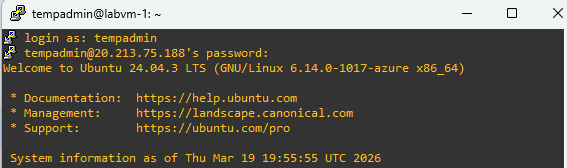 tempadmin@labvm-1: ~
login as: tempadmin
tempadmin@20.213.75.188's password:
Welcome to Ubuntu 24.04.3 LTS (GNU/Linux 6.14.0-1017-azure x86_64)
* Documentation:  https://help.ubuntu.com
* Management:     https://landscape.canonical.com
* Support:        https://ubuntu.com/pro
System information as of Thu Mar 19 19:55:55 UTC 2026